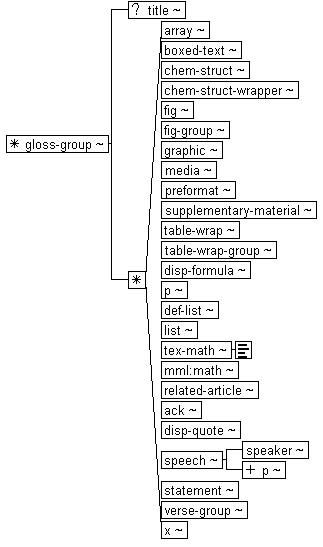 ? title ~
array ~
boxed-text ~
chem-struct ~
chem-struct-wrapper ~
fig ~
* gloss-group ~
fig-group ~
graphic ~
media ~
preformat ~
supplementary-material ~
table-wrap ~
table-wrap-group ~
disp-formula ~
*
p ~
def-list ~
list ~
tex-math ~
mml:math ~
related-article ~
ack ~
disp-quote ~
speaker ~
speech ~
+ p ~
statement ~
verse-group ~
x ~